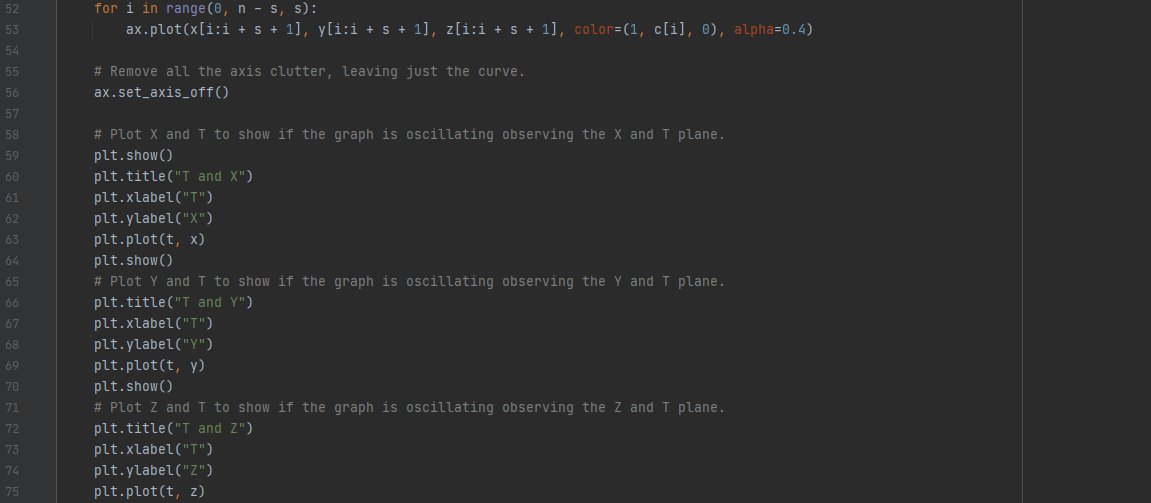 52 for i in range(0, n - s, s):
53 ax.plot(x[i:i + s + 1], y[i:i + s + 1], z[i:i + s + 1], color=(1, c[i], 0), alpha=0.4)
54
55 # Remove all the axis clutter, leaving just the curve.
56 ax.set_axis_off()
57
58 # Plot X and T to show if the graph is oscillating observing the X and T plane.
59 plt.show()
60 plt.title("T and X")
61 plt.xlabel("T")
62 plt.ylabel("X")
63 plt.plot(t, x)
64 plt.show()
65 # Plot Y and T to show if the graph is oscillating observing the Y and T plane.
66 plt.title("T and Y")
67 plt.xlabel("T")
68 plt.ylabel("Y")
69 plt.plot(t, y)
70 plt.show()
71 # Plot Z and T to show if the graph is oscillating observing the Z and T plane.
72 plt.title("T and Z")
73 plt.xlabel("T")
74 plt.ylabel("Z")
75 plt.plot(t, z)